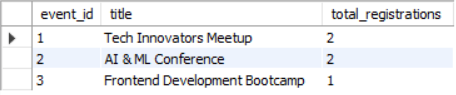 event_id title total_registrations
1 Tech Innovators Meetup 2
2 AI & ML Conference 2
3 Frontend Development Bootcamp 1